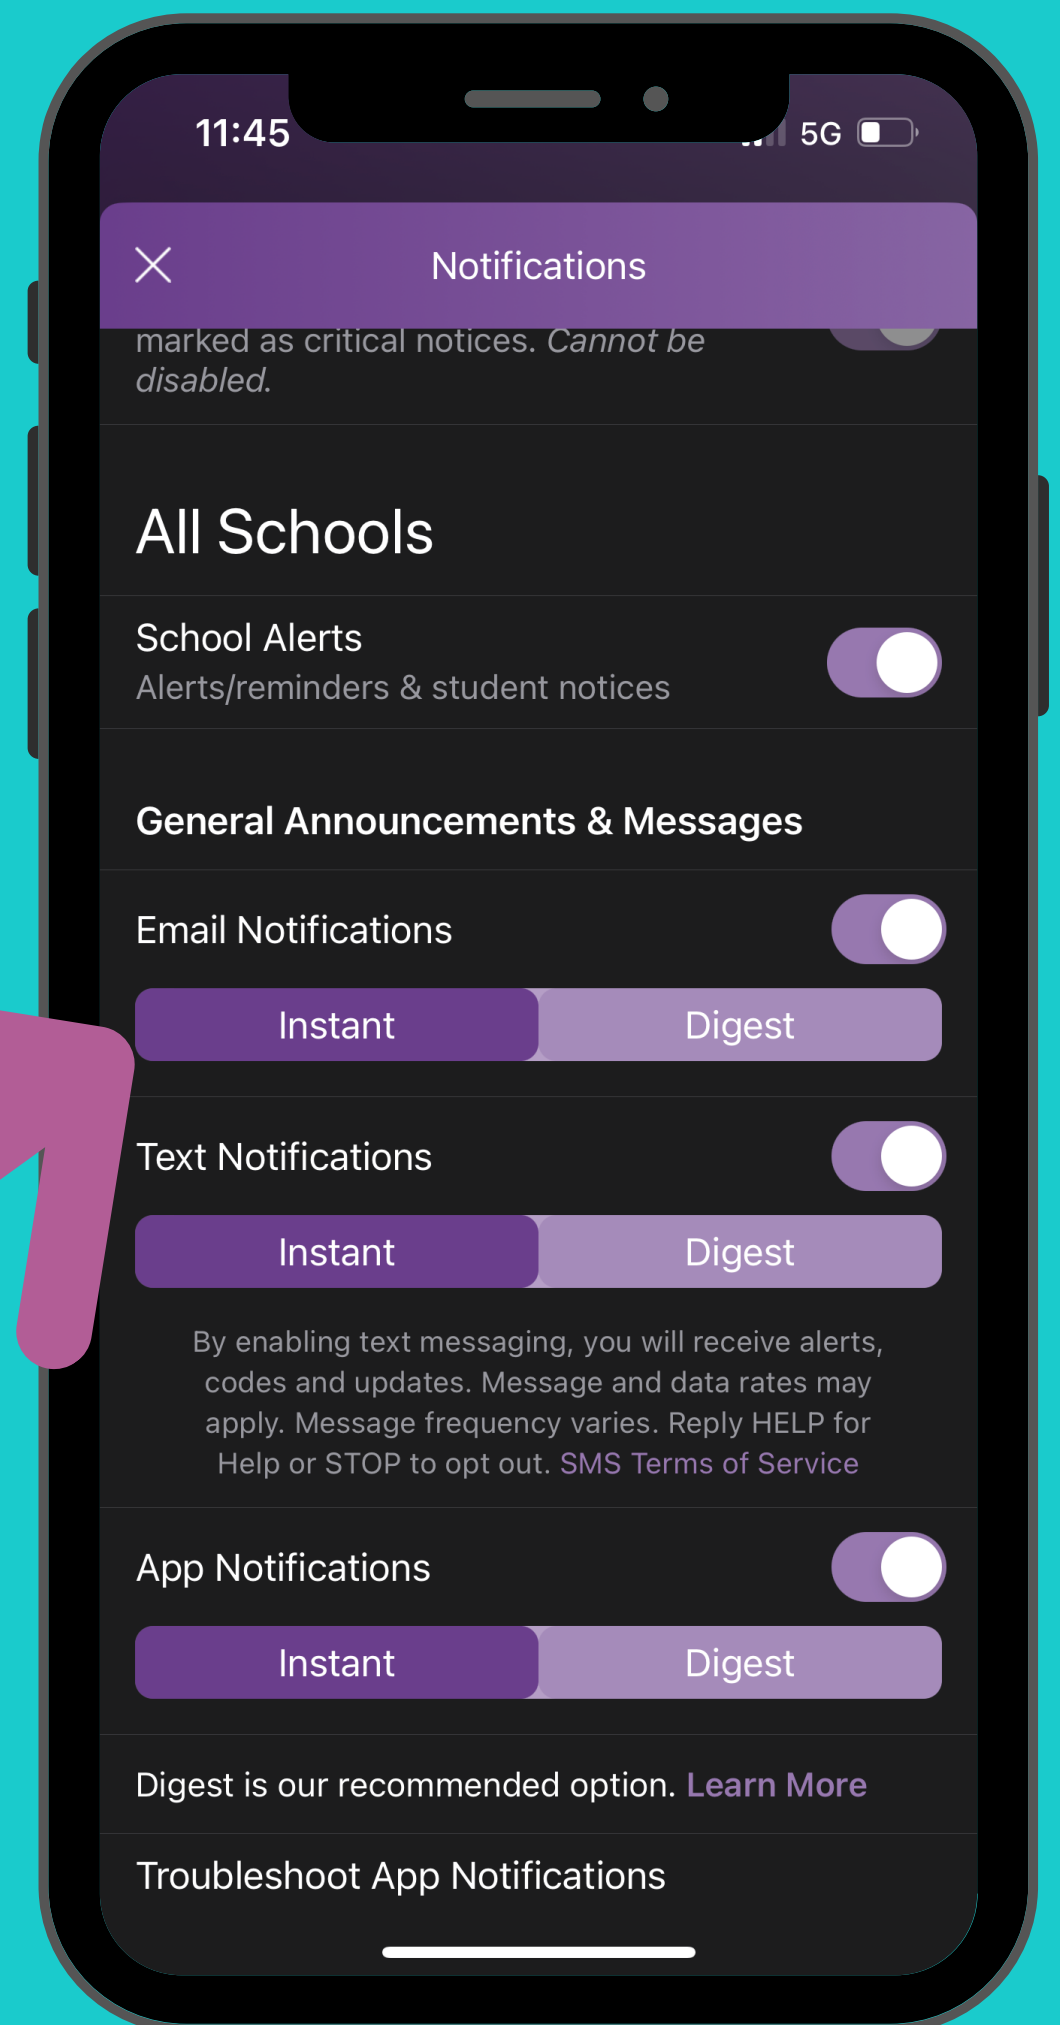 11:45
5G
Notifications
marked as critical notices. Cannot be
disabled.
All Schools
School Alerts
Alerts/reminders & student notices
General Announcements & Messages
Email Notifications
Instant Digest
Text Notifications
Instant Digest
By enabling text messaging, you will receive alerts,
codes and updates. Message and data rates may
apply. Message frequency varies. Reply HELP for
Help or STOP to opt out. SMS Terms of Service
App Notifications
Instant Digest
Digest is our recommended option. Learn More
Troubleshoot App Notifications